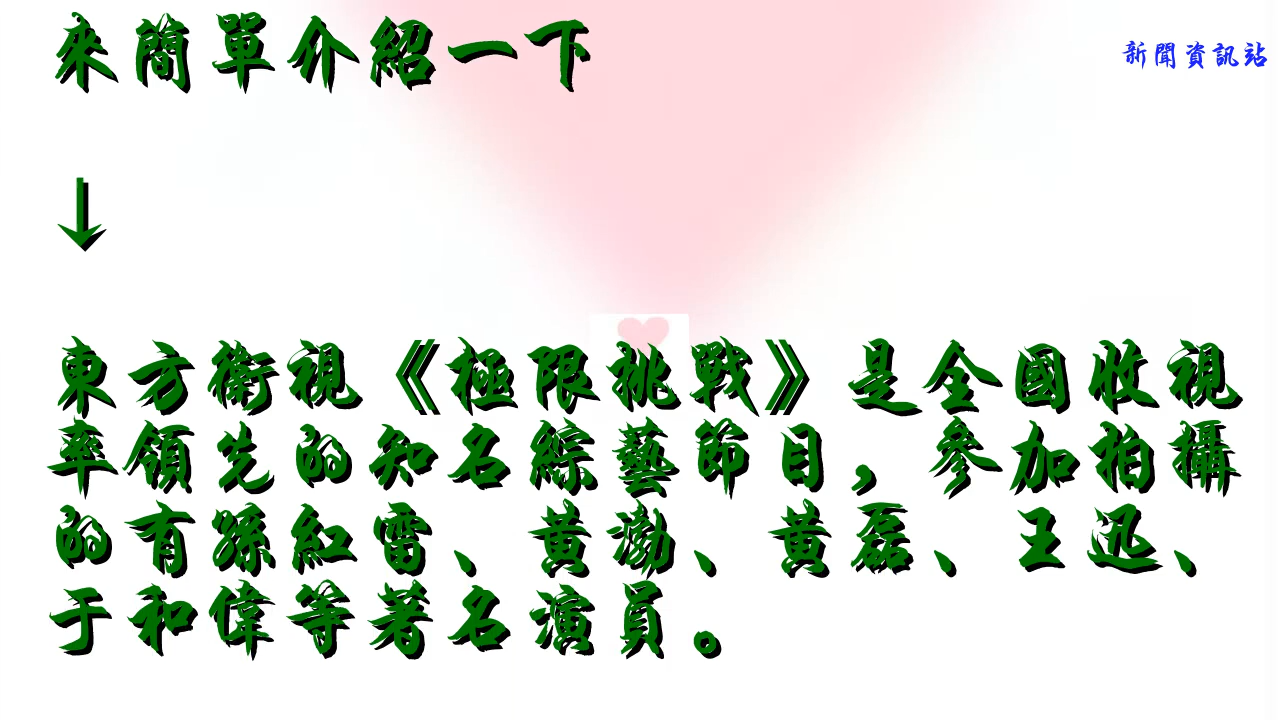 來簡單介紹一下
新聞資訊站
↓
東方衛視《極限挑戰》是全國收視
率領先的知名綜藝節目，參加拍攝
的有孫紅雷、黃渤、黃磊、王迅、
于和偉等著名演員。